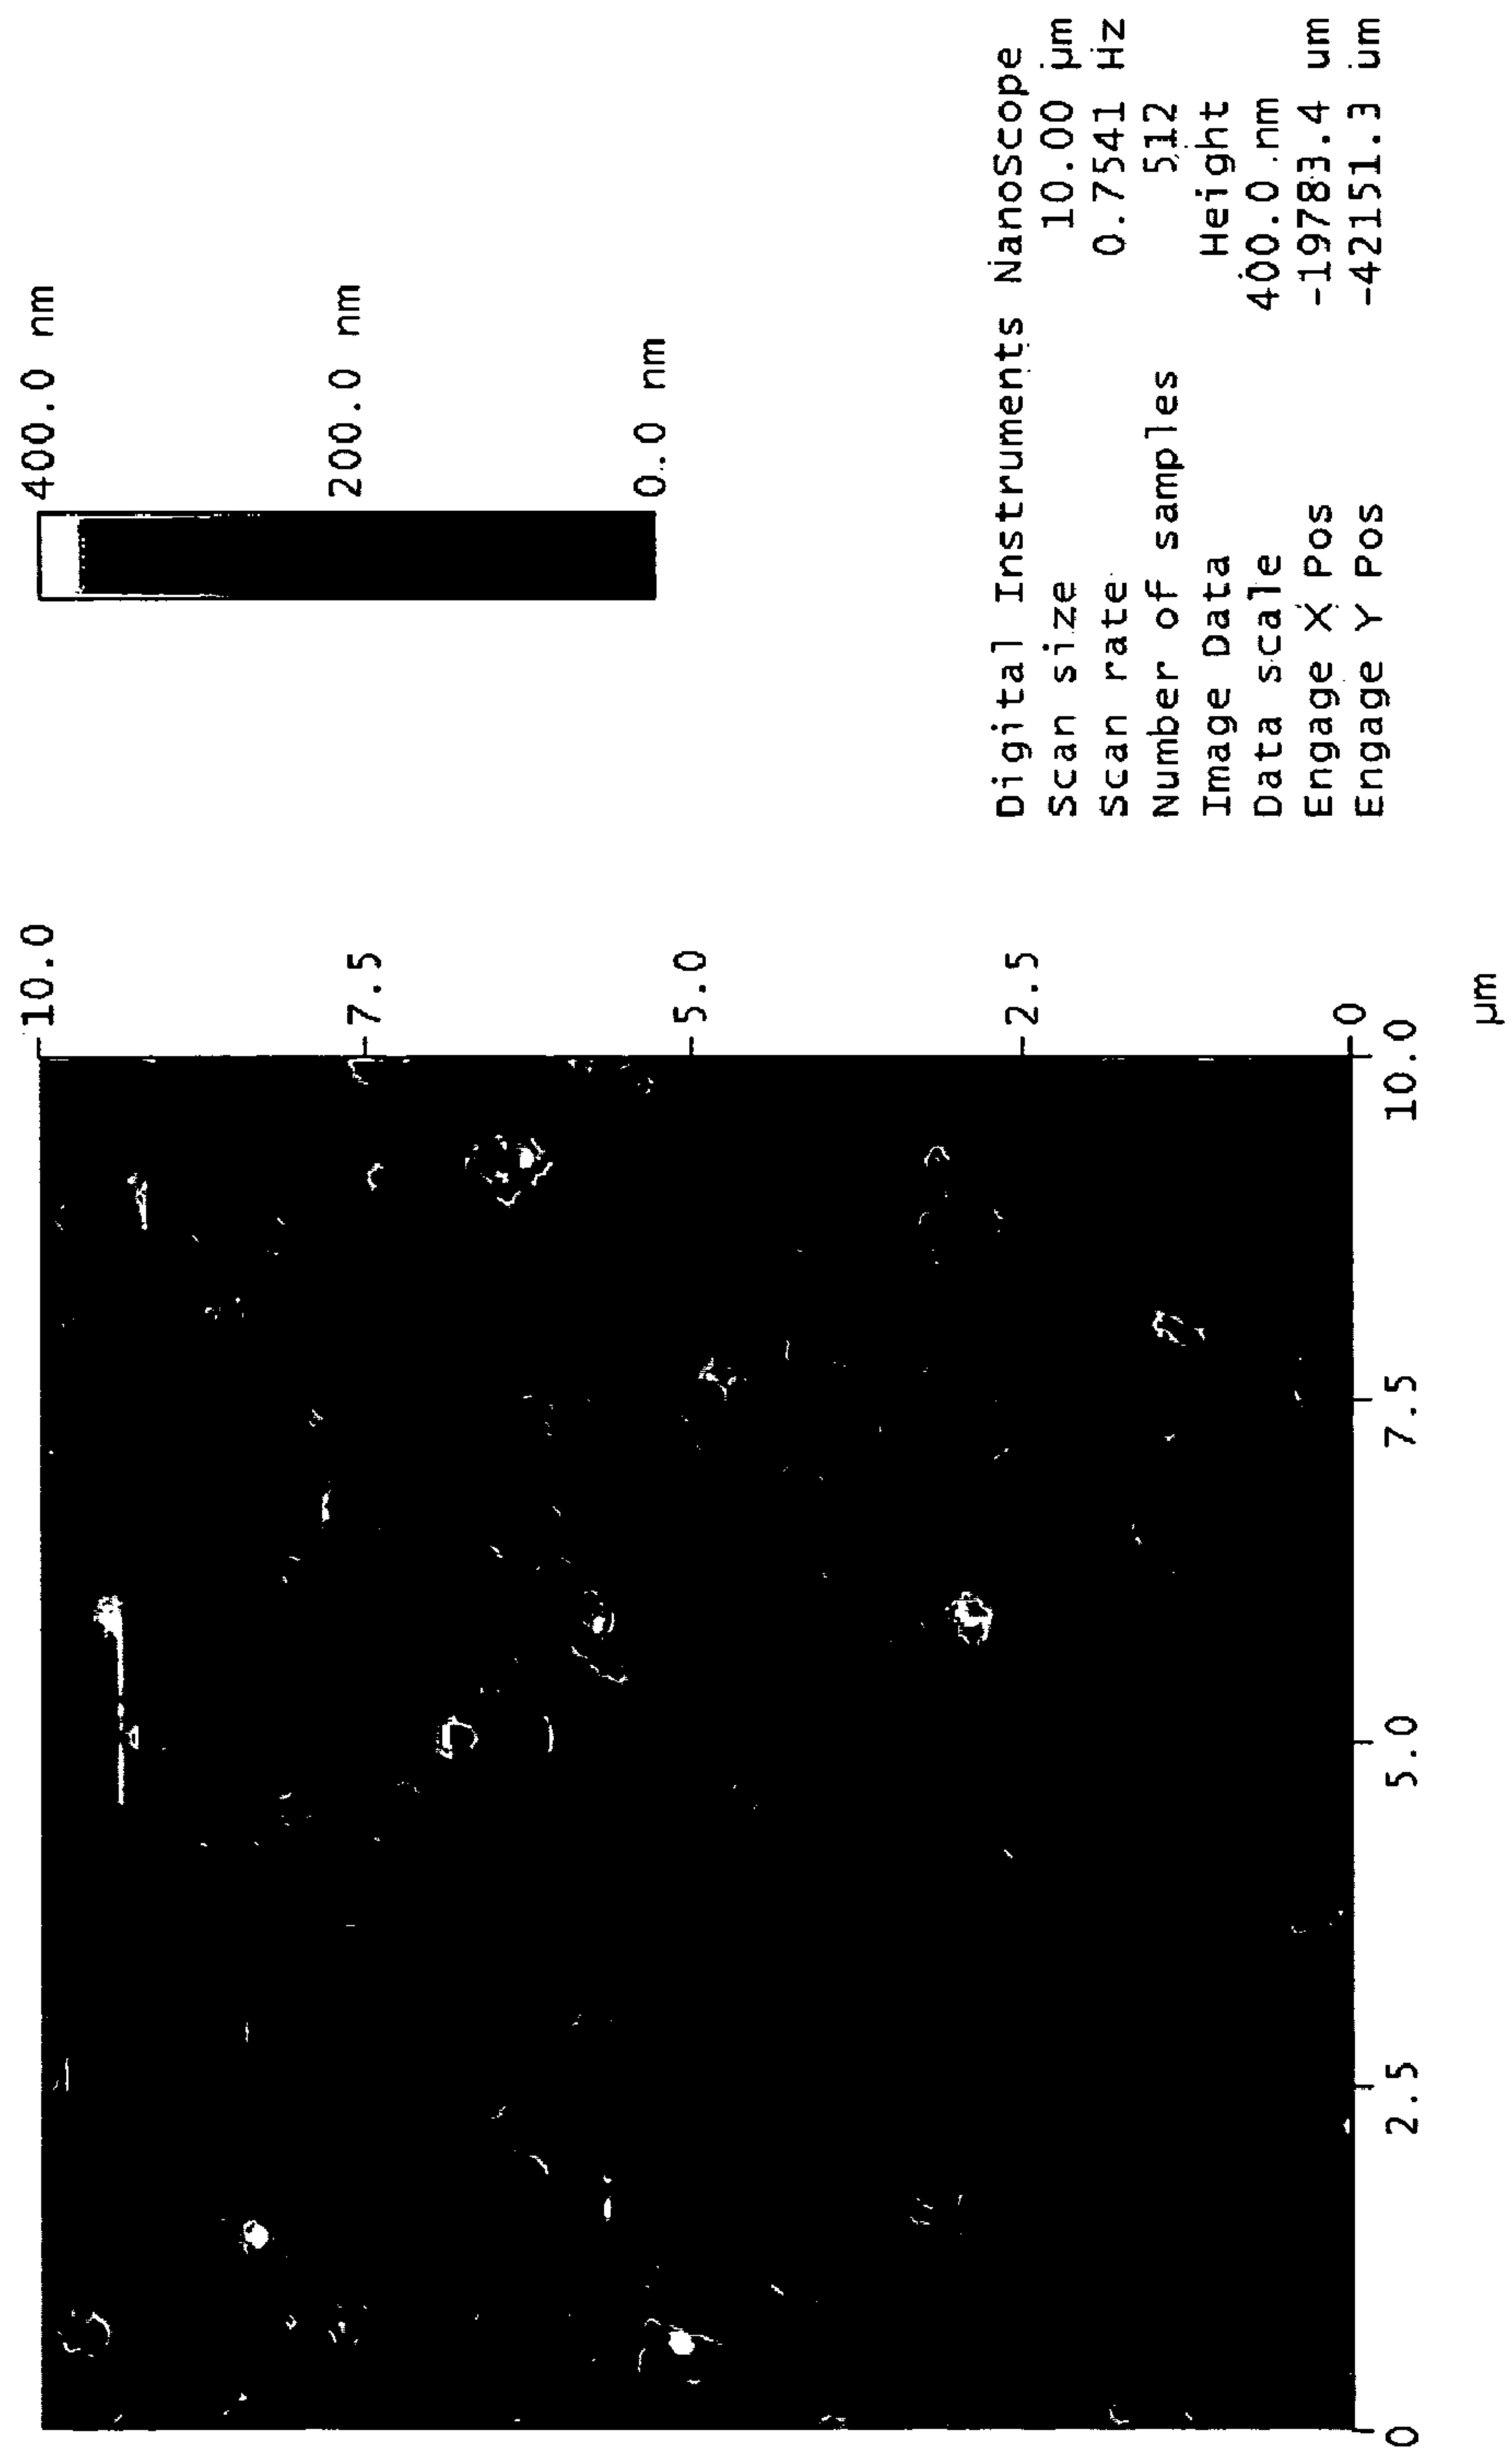 400.0 nm
200.0 nm
0.0 nm
10.0
7.5
5.0
2.5
0
0
2.5
5.0
7.5
10.0
µm
Digital Instruments NanoScope
Scan size 10.00 µm
Scan rate 0.7541 Hz
Number of samples 512
Image Data Height
Data scale 400.0 nm
Engage X Pos -19783.4 um
Engage Y Pos -42151.3 um